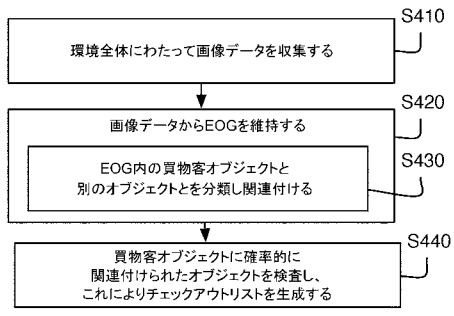 S410
環境全体にわたって画像データを収集する
S420
画像データからEOGを維持する
S430
EOG内の買物客オブジェクトと
別のオブジェクトとを分類し関連付ける
S440
買物客オブジェクトに確率的に
関連付けられたオブジェクトを検査し、
これによりチェックアウトリストを生成する